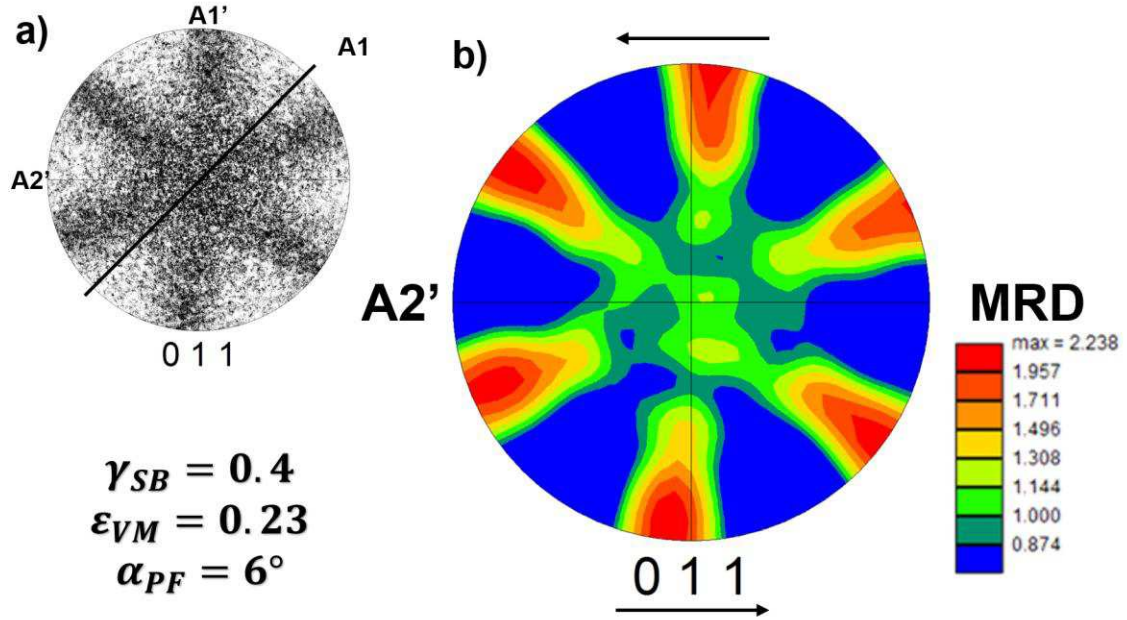 a)
A1'
A1
A2'
0 1 1
γ_SB = 0.4
ε_VM = 0.23
α_PF = 6°
b)
A2'
0 1 1
MRD
max = 2.238
1.957
1.711
1.496
1.308
1.144
1.000
0.874